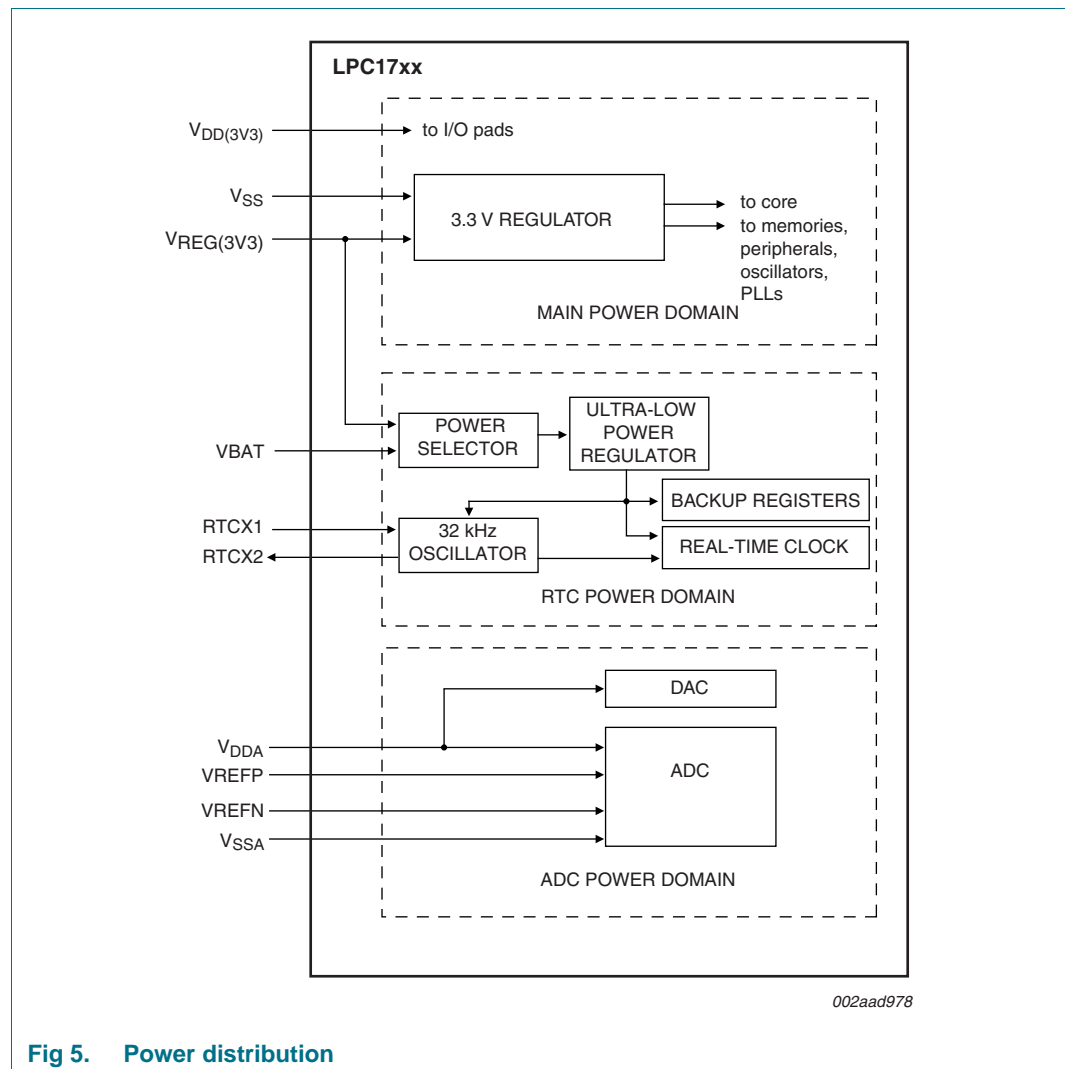 LPC17xx
VDD(3V3)
to I/O pads
VSS
VREG(3V3)
3.3 V REGULATOR
to core
to memories,
peripherals,
oscillators,
PLLs
MAIN POWER DOMAIN
VBAT
POWER
SELECTOR
ULTRA-LOW
POWER
REGULATOR
BACKUP REGISTERS
RTCX1
RTCX2
32 kHz
OSCILLATOR
REAL-TIME CLOCK
RTC POWER DOMAIN
DAC
VDDA
VREFP
VREFN
VSSA
ADC
ADC POWER DOMAIN
002aad978
Fig 5. Power distribution